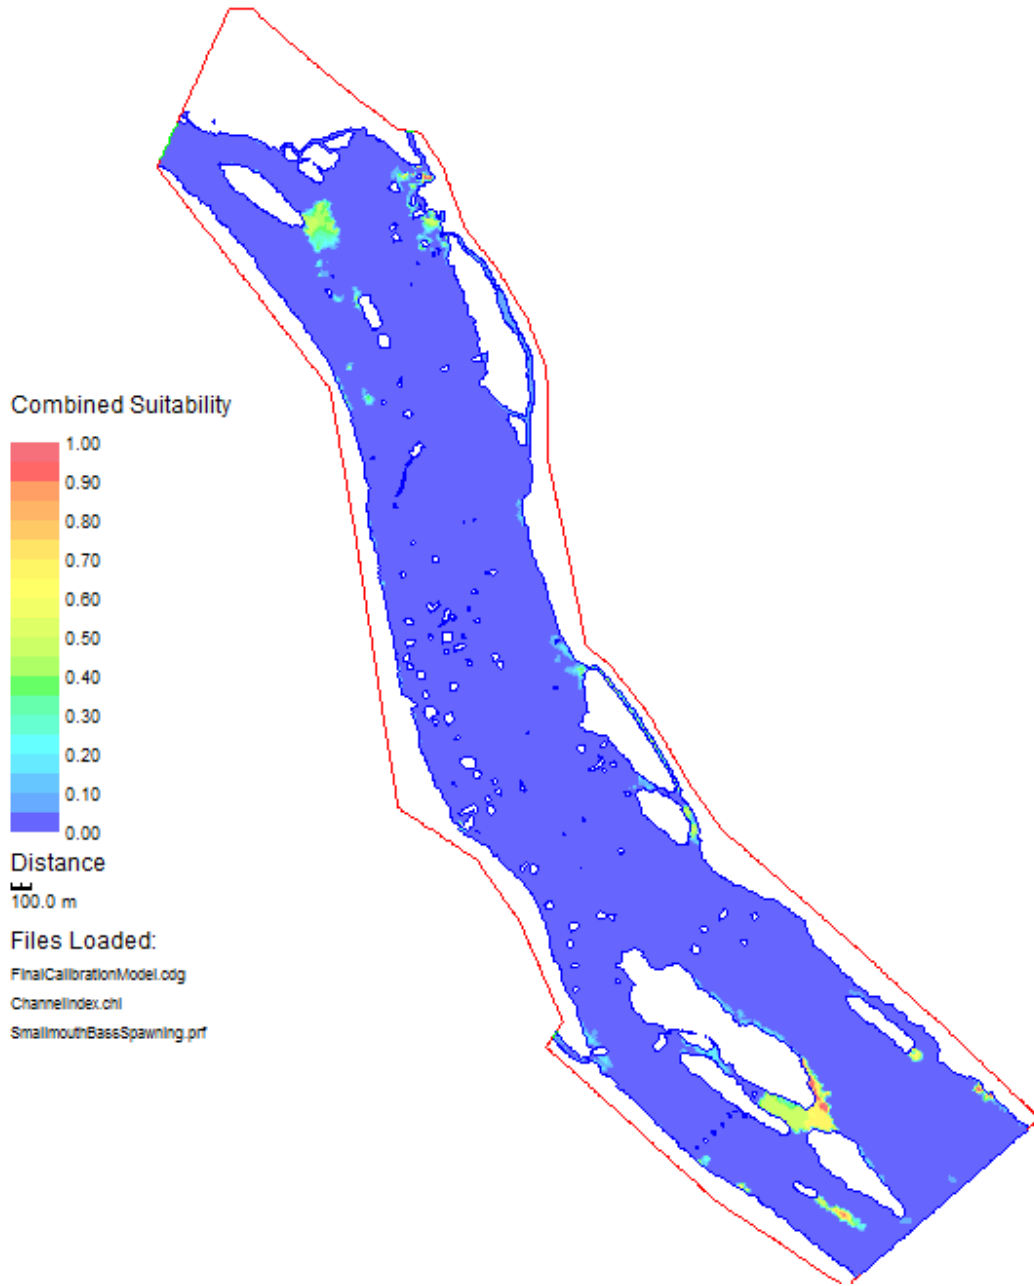 Combined Suitability
1.00
0.90
0.80
0.70
0.60
0.50
0.40
0.30
0.20
0.10
0.00
Distance
100.0 m
Files Loaded:
FinalCalibrationModel.cdg
ChannelIndex.chi
SmallmouthBassSpawning.prf